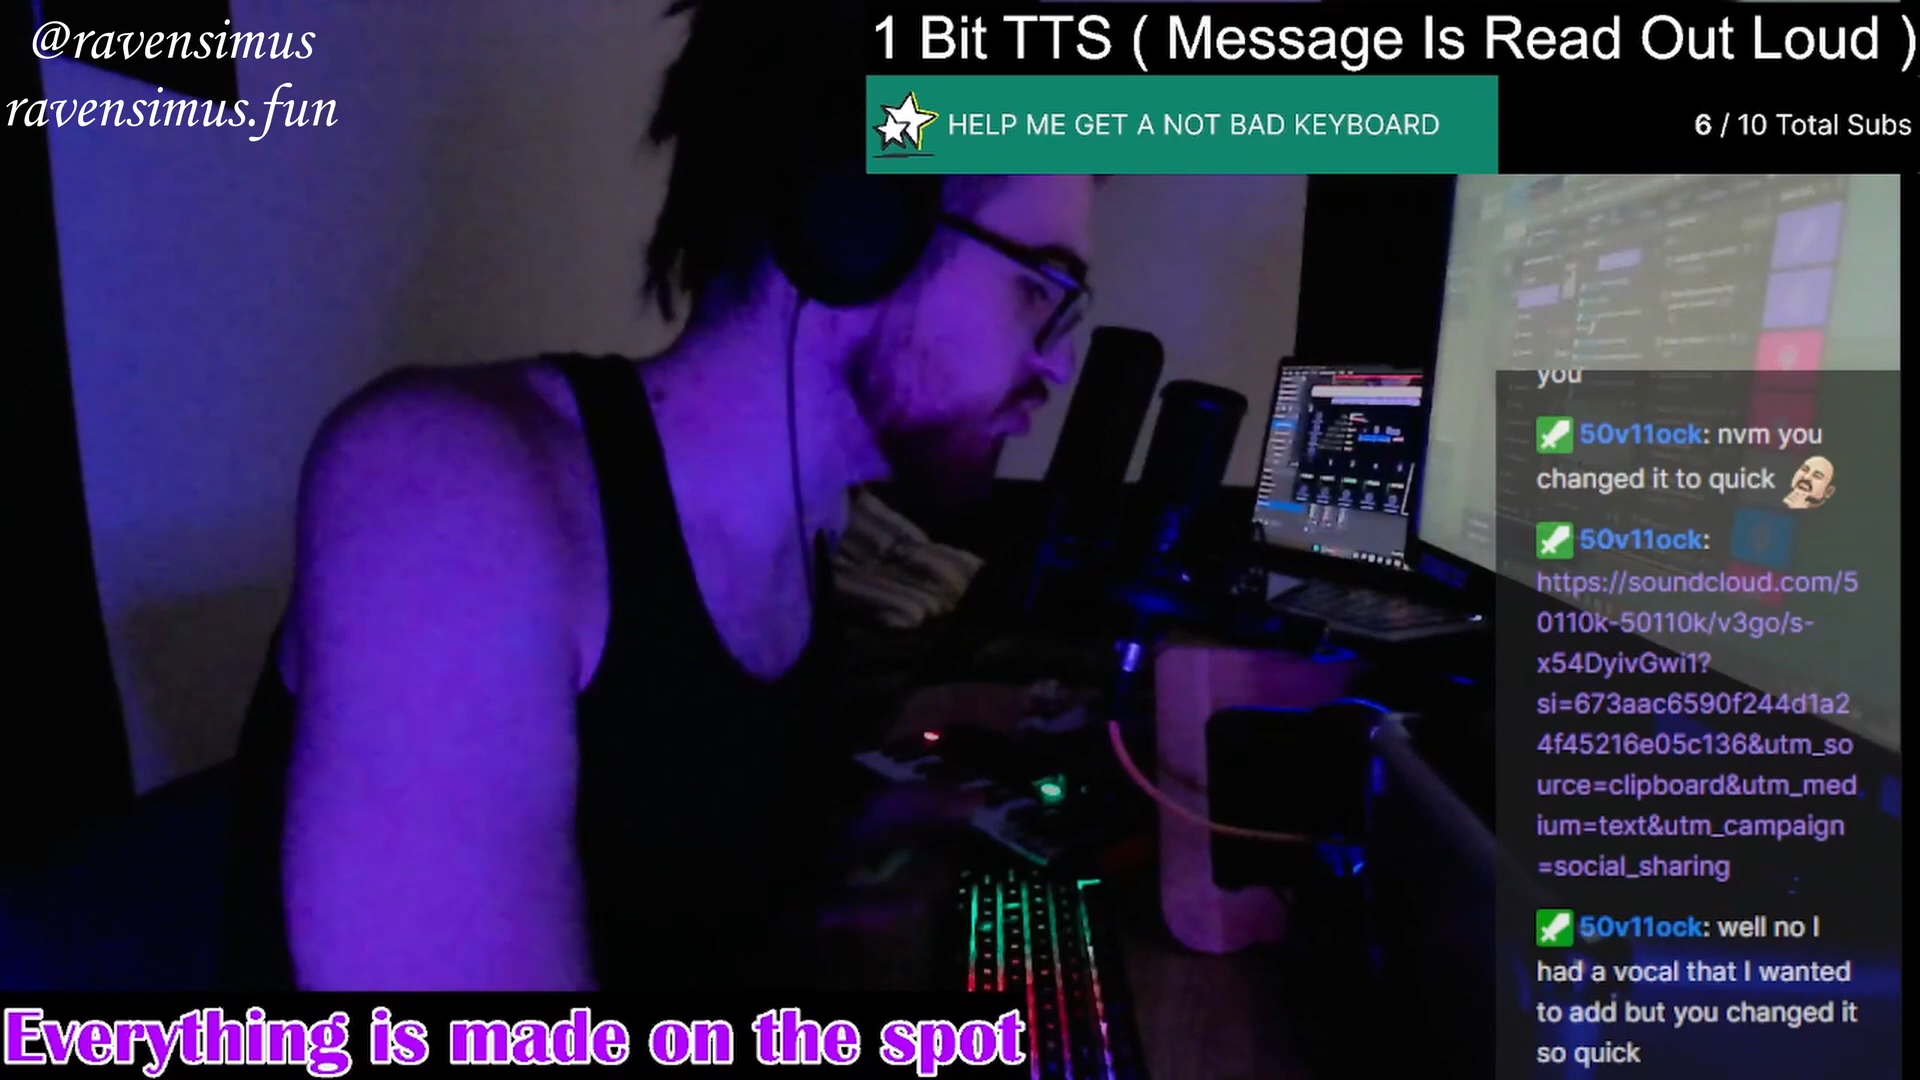 @ravensimus
ravensimus.fun
1 Bit TTS ( Message Is Read Out Loud )
HELP ME GET A NOT BAD KEYBOARD
6 / 10 Total Subs
you
50v11ock: nvm you
changed it to quick
50v11ock:
https://soundcloud.com/5
0110k-50110k/v3go/s-
x54DyivGwi1?
si=673aac6590f244d1a2
4f45216e05c136&utm_so
urce=clipboard&utm_med
ium=text&utm_campaign
=social_sharing
50v11ock: well no I
had a vocal that I wanted
to add but you changed it
so quick
Everything is made on the spot